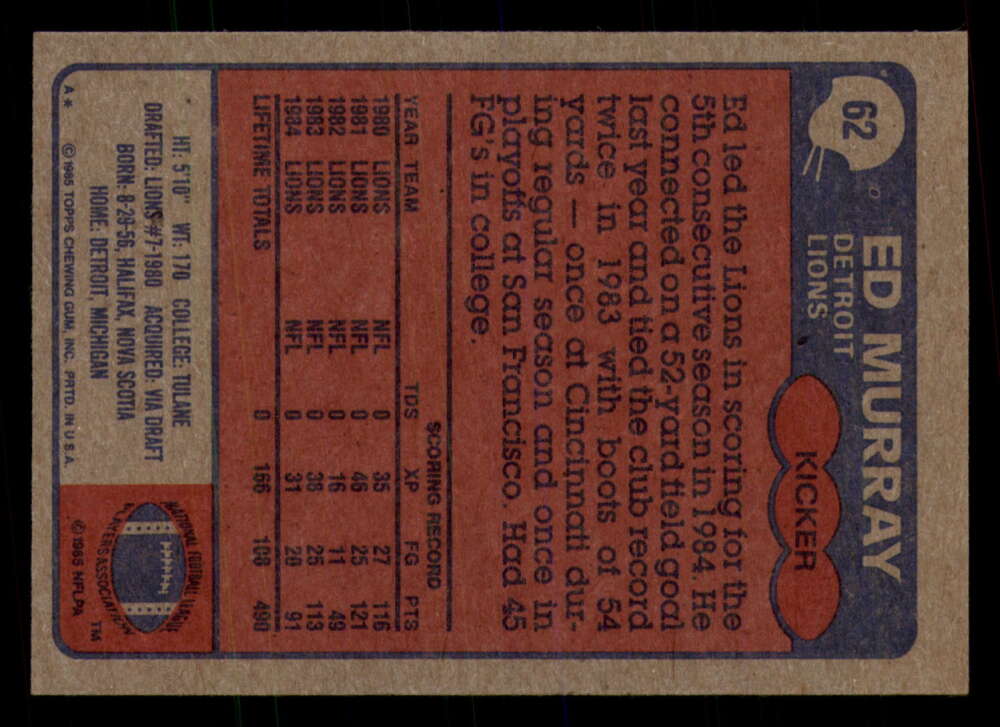 62
ED MURRAY
DETROIT
LIONS
KICKER
Ed led the Lions in scoring for the
5th consecutive season in 1984. He
connected on a 52-yard field goal
last year and tied the club record
twice in 1983 with boots of 54
yards — once at Cincinnati dur-
ing regular season and once in
playoffs at San Francisco. Had 45
FG's in college.
SCORING RECORD
YEAR TEAM TDS XP FG PTS
1980 LIONS NFL 0 35 27 116
1981 LIONS NFL 0 46 25 121
1982 LIONS NFL 0 16 11 49
1983 LIONS NFL 0 38 25 113
1984 LIONS NFL 0 31 20 91
LIFETIME TOTALS 0 166 108 490
HT: 5'10" WT: 170 COLLEGE: TULANE
DRAFTED: LIONS #7-1980 ACQUIRED: VIA DRAFT
BORN: 8-29-56, HALIFAX, NOVA SCOTIA
HOME: DETROIT, MICHIGAN
A* © 1985 TOPPS CHEWING GUM, INC. PRTD. IN U.S.A.
NATIONAL FOOTBALL LEAGUE
PLAYERS ASSOCIATION
TM
© 1985 NFLPA